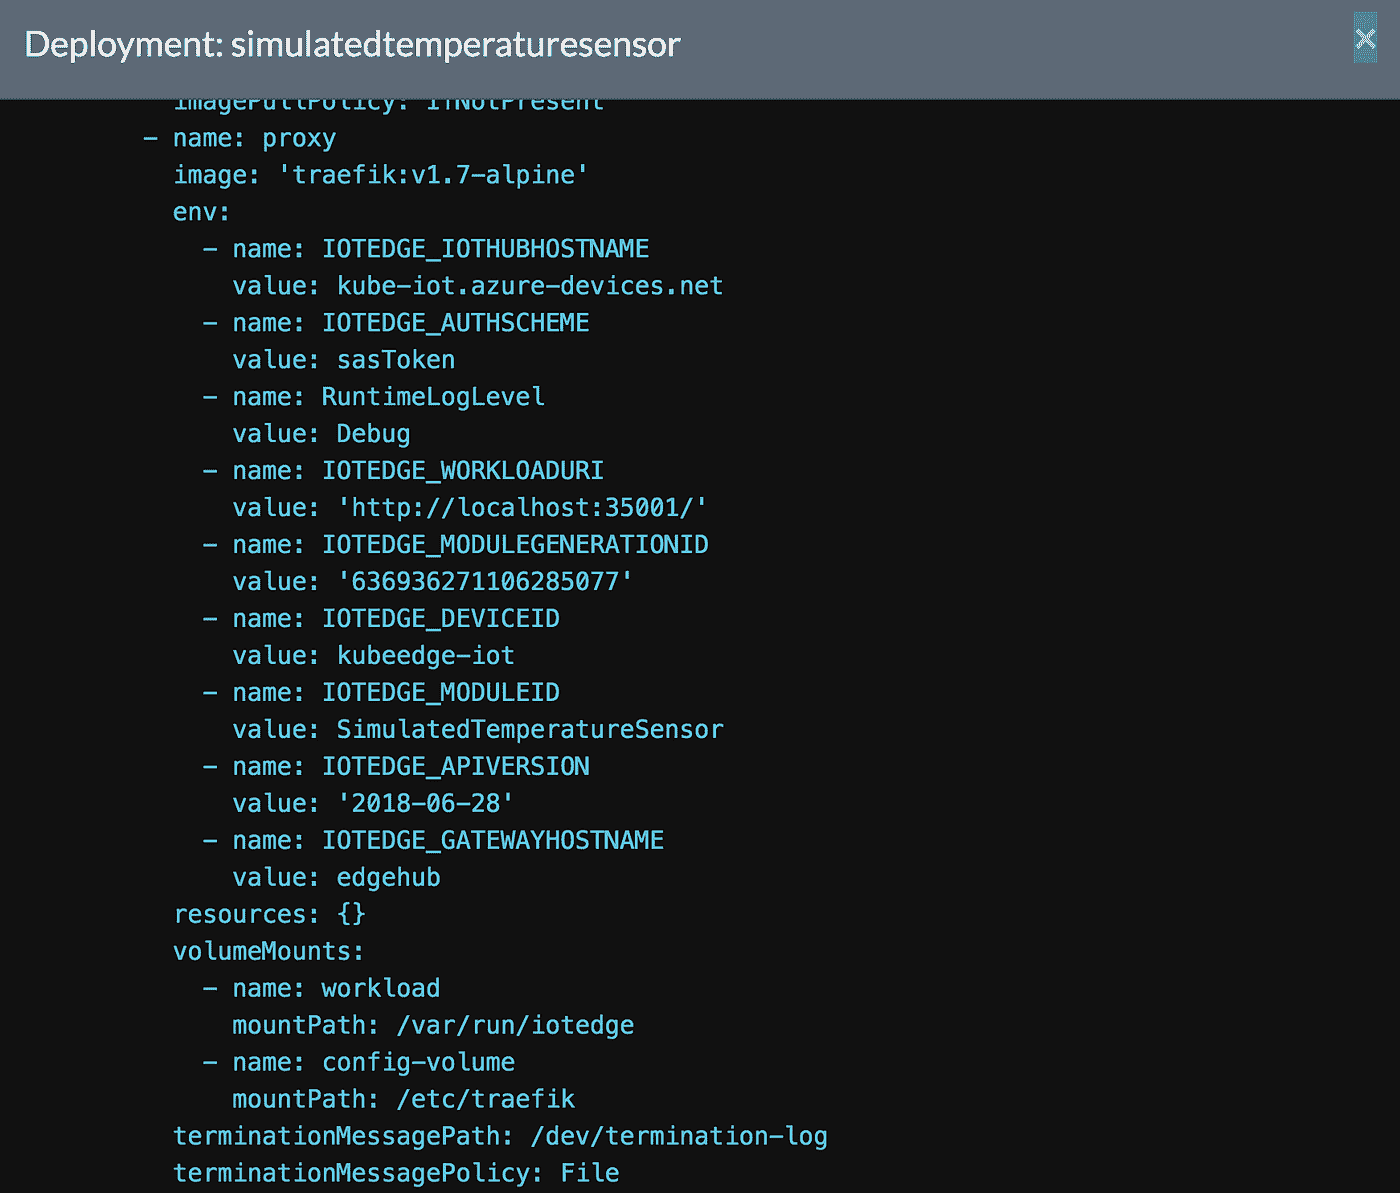 Deployment: simulatedtemperaturesensor
×
imagePullPolicy: IfNotPresent
– name: proxy
image: 'traefik:v1.7-alpine'
env:
– name: IOTEDGE_IOTHUBHOSTNAME
value: kube-iot.azure-devices.net
– name: IOTEDGE_AUTHSCHEME
value: sasToken
– name: RuntimeLogLevel
value: Debug
– name: IOTEDGE_WORKLOADURI
value: 'http://localhost:35001/'
– name: IOTEDGE_MODULEGENERATIONID
value: '636936271106285077'
– name: IOTEDGE_DEVICEID
value: kubeedge-iot
– name: IOTEDGE_MODULEID
value: SimulatedTemperatureSensor
– name: IOTEDGE_APIVERSION
value: '2018-06-28'
– name: IOTEDGE_GATEWAYHOSTNAME
value: edgehub
resources: {}
volumeMounts:
– name: workload
mountPath: /var/run/iotedge
– name: config-volume
mountPath: /etc/traefik
terminationMessagePath: /dev/termination-log
terminationMessagePolicy: File